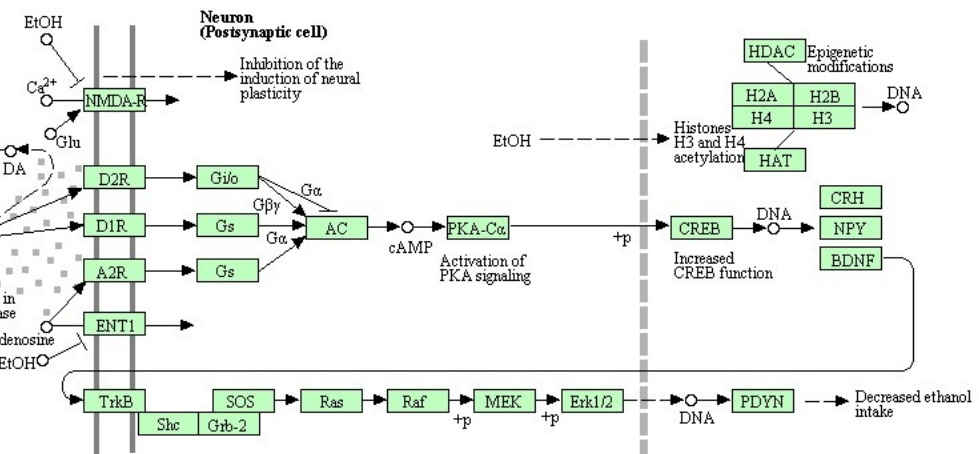 Neuron
(Postsynaptic cell)
EtOH
Inhibition of the
induction of neural
plasticity
Ca2+
NMDA-R
Glu
DA
HDAC
Epigenetic
modifications
H2A
H2B
H4
H3
DNA
HAT
EtOH
Histones
H3 and H4
acetylation
D2R
Gi/o
Gα
Gβγ
D1R
Gs
Gα
AC
cAMP
PKA-Cα
Activation of
PKA signaling
+p
CREB
Increased
CREB function
DNA
CRH
NPY
BDNF
A2R
Gs
in
ase
ENT1
denosine
EtOH
TrkB
Shc
Grb-2
SOS
Ras
Raf
+p
MEK
+p
Erk1/2
DNA
PDYN
Decreased ethanol
intake